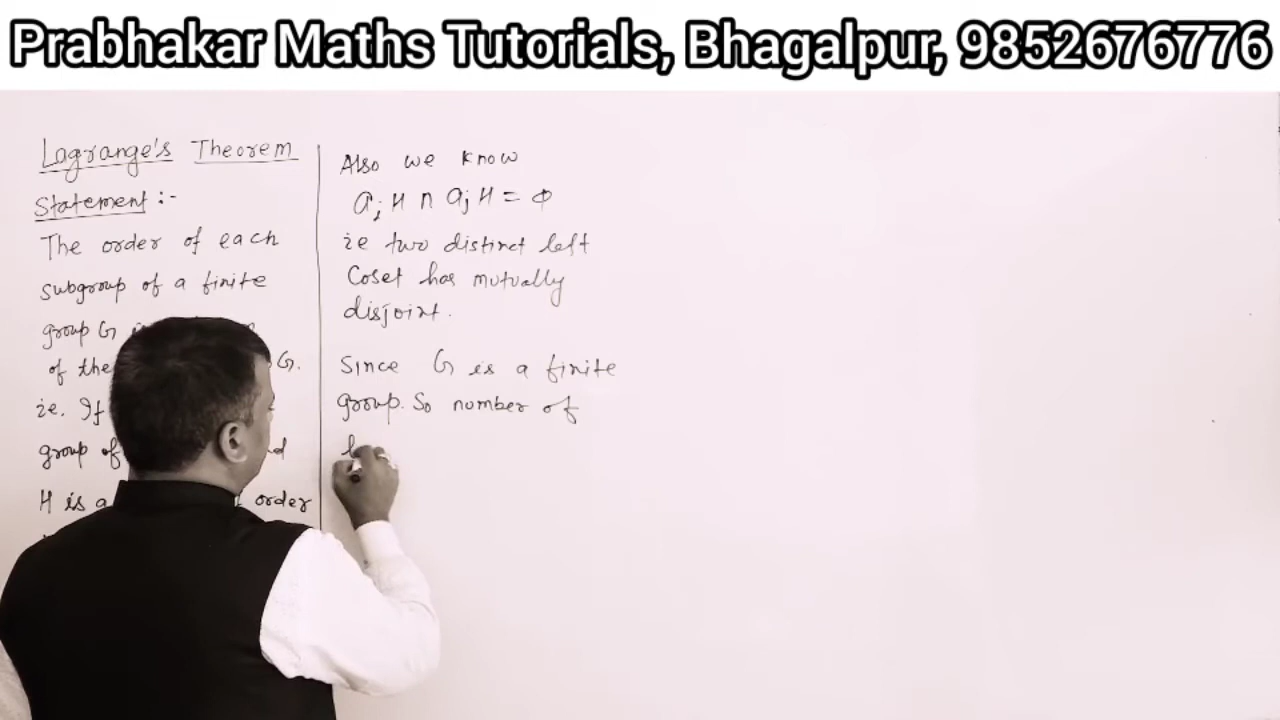 Prabhakar Maths Tutorials, Bhagalpur, 9852676776
Lagrange's Theorem
Statement :-
The order of each
subgroup of a finite
group G
of the G.
ie. If
group of
H is a order
Also we know
aᵢH ∩ aⱼH = ϕ
ie two distinct left
Coset has mutually
disjoint.
Since G is a finite
group. So number of